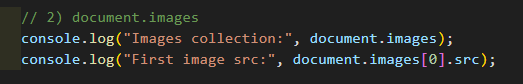 // 2) document.images
console.log("Images collection:", document.images);
console.log("First image src:", document.images[0].src);